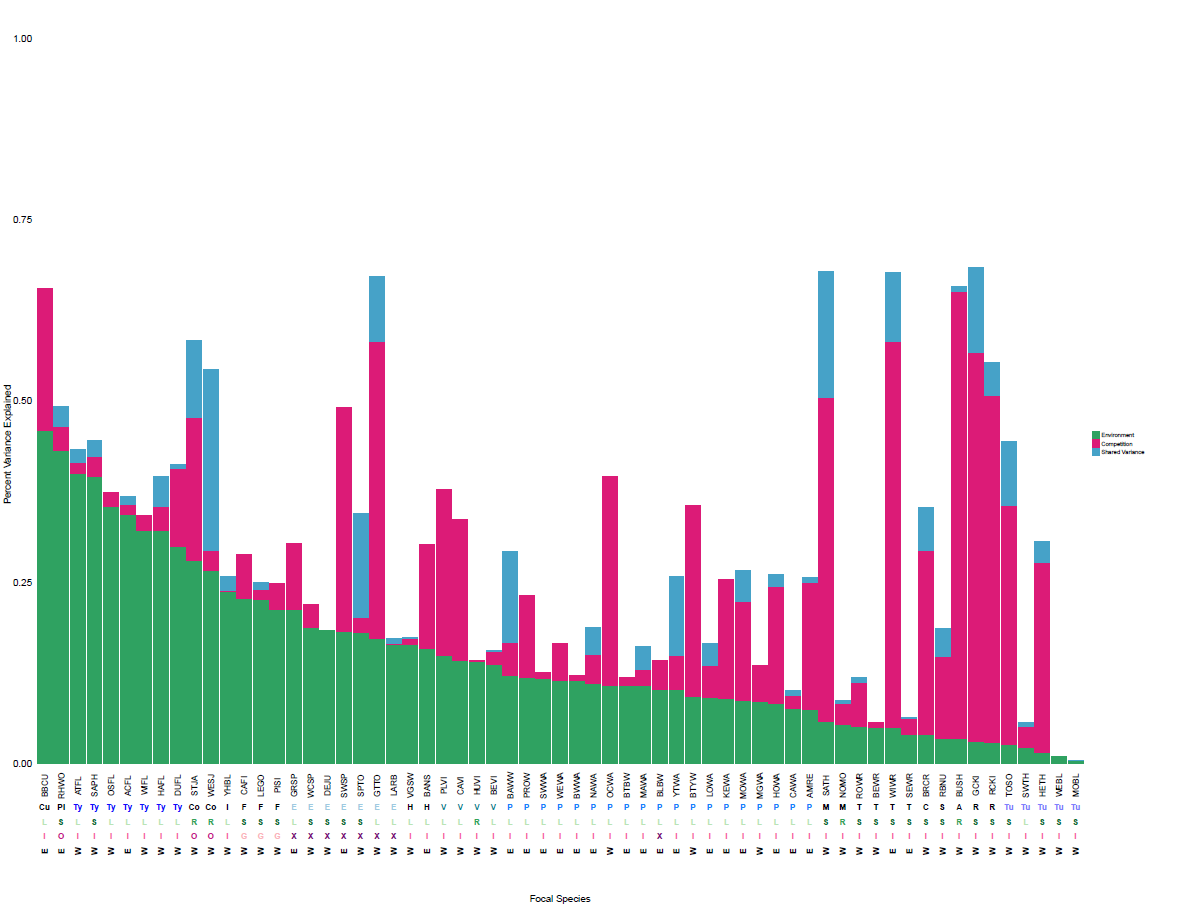 1.00
0.75
0.50
0.25
0.00
Percent Variance Explained
Environment
Competition
Shared Variance
BBCU RHWO ATFL SAPH OSFL ACFL WIFL HAFL DUFL STJA WESJ YHBL CAFI LEGO PISI GRSP WCSP DEJU SWSP SPTO GTTO LARB VGSW BANS PLVI CAVI HUVI BEVI BAWW PROW SWWA WEWA BWWA NAWA OCWA BTBW MAWA BLBW YTWA BTYW LOWA KEWA MOWA MGWA HOWA CAWA AMRE SATH NOMO ROWR BEWR WIWR SEWR BRCR RBNU BUSH GCKI RCKI TOSO SWTH HETH WEBL MOBL
Cu PI Ty Ty Ty Ty Ty Ty Ty Co Co I F F F E E E E E E E H H V V V V P P P P P P P P P P P P P P P P P P P M M T T T T C S A R R Tu Tu Tu Tu Tu
L S L S L L L L L R R L S S S L S S S S L L L L L L R L L L L L L L L L L L L L L L L L L L L S R S S S S S S R S S S L S S S
I O I I I I I I I O O I G G G X X X X X X X I I I I I I I I I I I I I I I X I I I I I I I I I I I I I I I I I I I I I I I I I
E E W W W E W W W W W W W W W E W W E W W W W E W W W W E E E E E E W E E E E W E E E E W E E W W W W E E W W W W W W W W W W
Focal Species